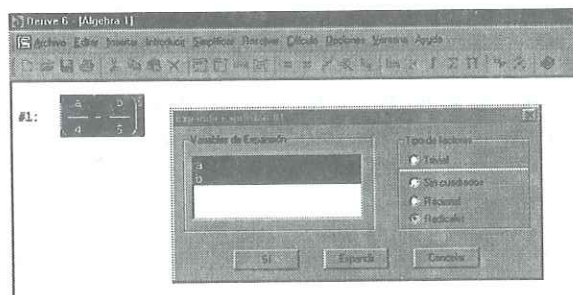 Derive 6 - [Algebra 1]
Archivo Editar Insertar Introducir Simplificar Resolver Cálculo Opciones Ventana Ayuda
#1:
a b
4 - 5
Variables de Expansión
a
b
Tipo de factores
Trivial
Sin cuadrados
Racional
Radicales
Sí Expandir Cancelar